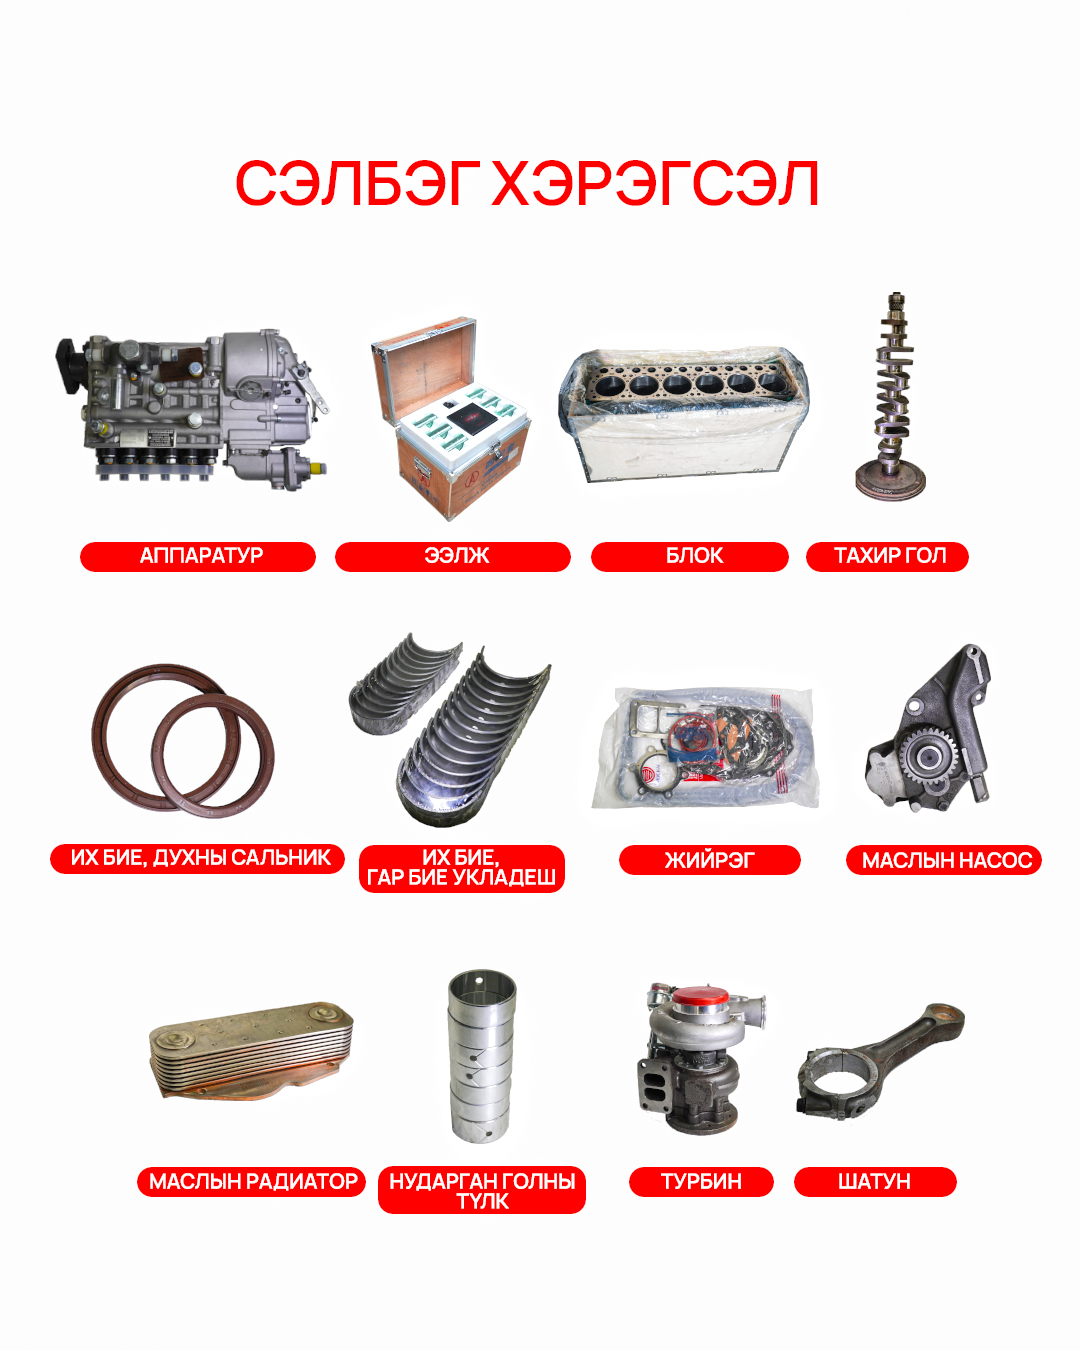 СЭЛБЭГ ХЭРЭГСЭЛ
АППАРАТУР
ЭЭЛЖ
БЛОК
ТАХИР ГОЛ
ИХ БИЕ, ДУХНЫ САЛЬНИК
ИХ БИЕ,
ГАР БИЕ УКЛАДЕШ
ЖИЙРЭГ
МАСЛЫН НАСОС
МАСЛЫН РАДИАТОР
НУДАРГАН ГОЛНЫ
ТҮЛК
ТУРБИН
ШАТУН